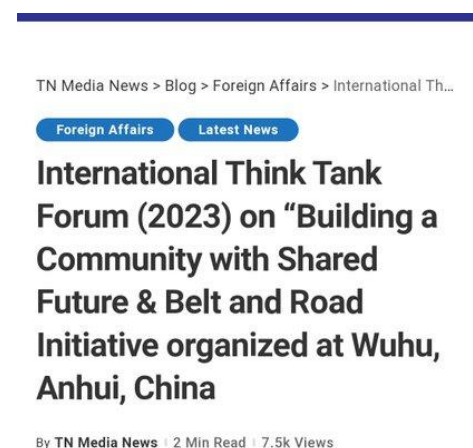 TN Media News > Blog > Foreign Affairs > International Th...
Foreign Affairs Latest News
International Think Tank
Forum (2023) on “Building a
Community with Shared
Future & Belt and Road
Initiative organized at Wuhu,
Anhui, China
By TN Media News 2 Min Read 7.5k Views